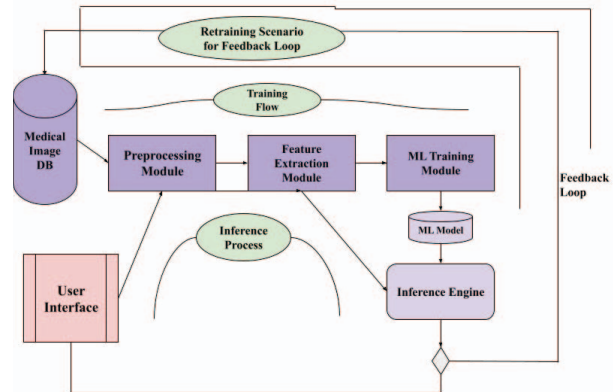 Retraining Scenario
for Feedback Loop
Training
Flow
Medical
Image
DB
Preprocessing
Module
Feature
Extraction
Module
ML Training
Module
Feedback
Loop
Inference
Process
ML Model
User
Interface
Inference Engine